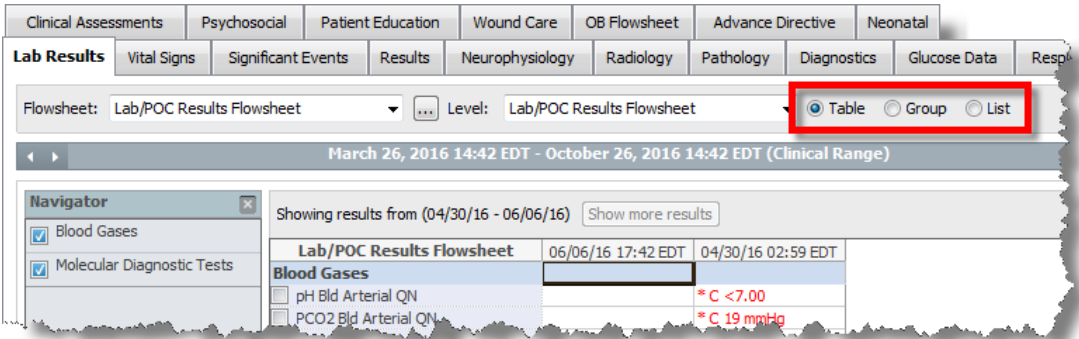 Clinical Assessments Psychosocial Patient Education Wound Care OB Flowsheet Advance Directive Neonatal
Lab Results Vital Signs Significant Events Results Neurophysiology Radiology Pathology Diagnostics Glucose Data
Flowsheet: Lab/POC Results Flowsheet ... Level: Lab/POC Results Flowsheet Table Group List
March 26, 2016 14:42 EDT - October 26, 2016 14:42 EDT (Clinical Range)
Navigator
Blood Gases
Molecular Diagnostic Tests
Showing results from (04/30/16 - 06/06/16) Show more results
Lab/POC Results Flowsheet 06/06/16 17:42 EDT 04/30/16 02:59 EDT
Blood Gases
pH Bld Arterial QN * C <7.00
PCO2 Bld Arterial QN * C 19 mmHg